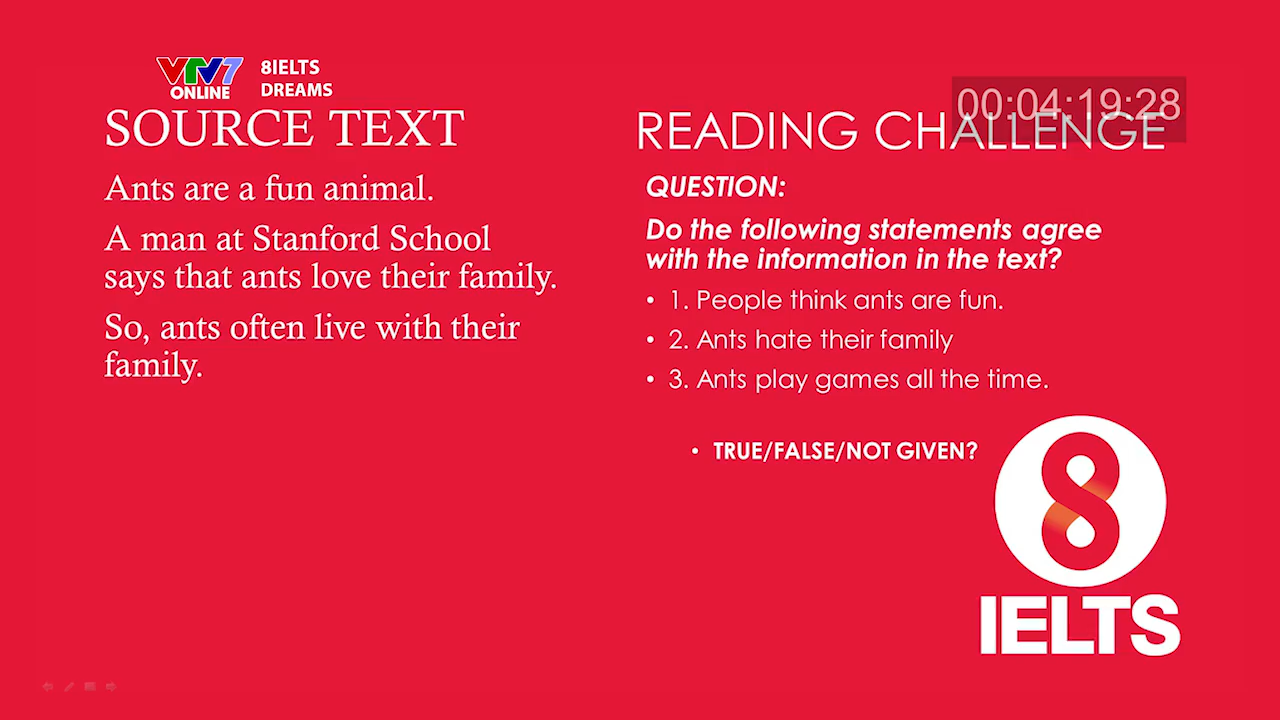 VTV7
ONLINE
8IELTS
DREAMS
SOURCE TEXT
Ants are a fun animal.
A man at Stanford School
says that ants love their family.
So, ants often live with their
family.
00:04:19:28
READING CHALLENGE
QUESTION:
Do the following statements agree
with the information in the text?
• 1. People think ants are fun.
• 2. Ants hate their family
• 3. Ants play games all the time.
• TRUE/FALSE/NOT GIVEN?
8
IELTS